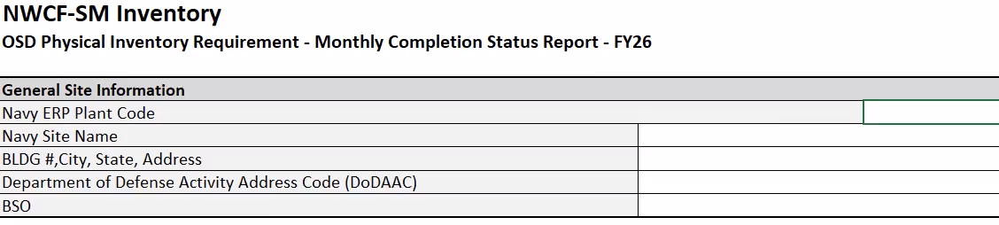 NWCF-SM Inventory
OSD Physical Inventory Requirement - Monthly Completion Status Report - FY26
General Site Information
Navy ERP Plant Code
Navy Site Name
BLDG #,City, State, Address
Department of Defense Activity Address Code (DoDAAC)
BSO